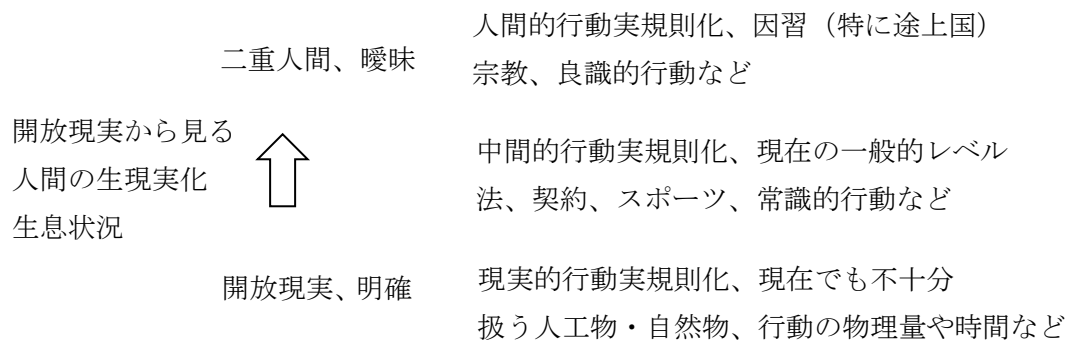 人間的行動実規則化、因習（特に途上国）
二重人間、曖昧
宗教、良識的行動など
開放現実から見る
人間の生現実化
生息状況
中間的行動実規則化、現在の一般的レベル
法、契約、スポーツ、常識的行動など
開放現実、明確
現実的行動実規則化、現在でも不十分
扱う人工物・自然物、行動の物理量や時間など